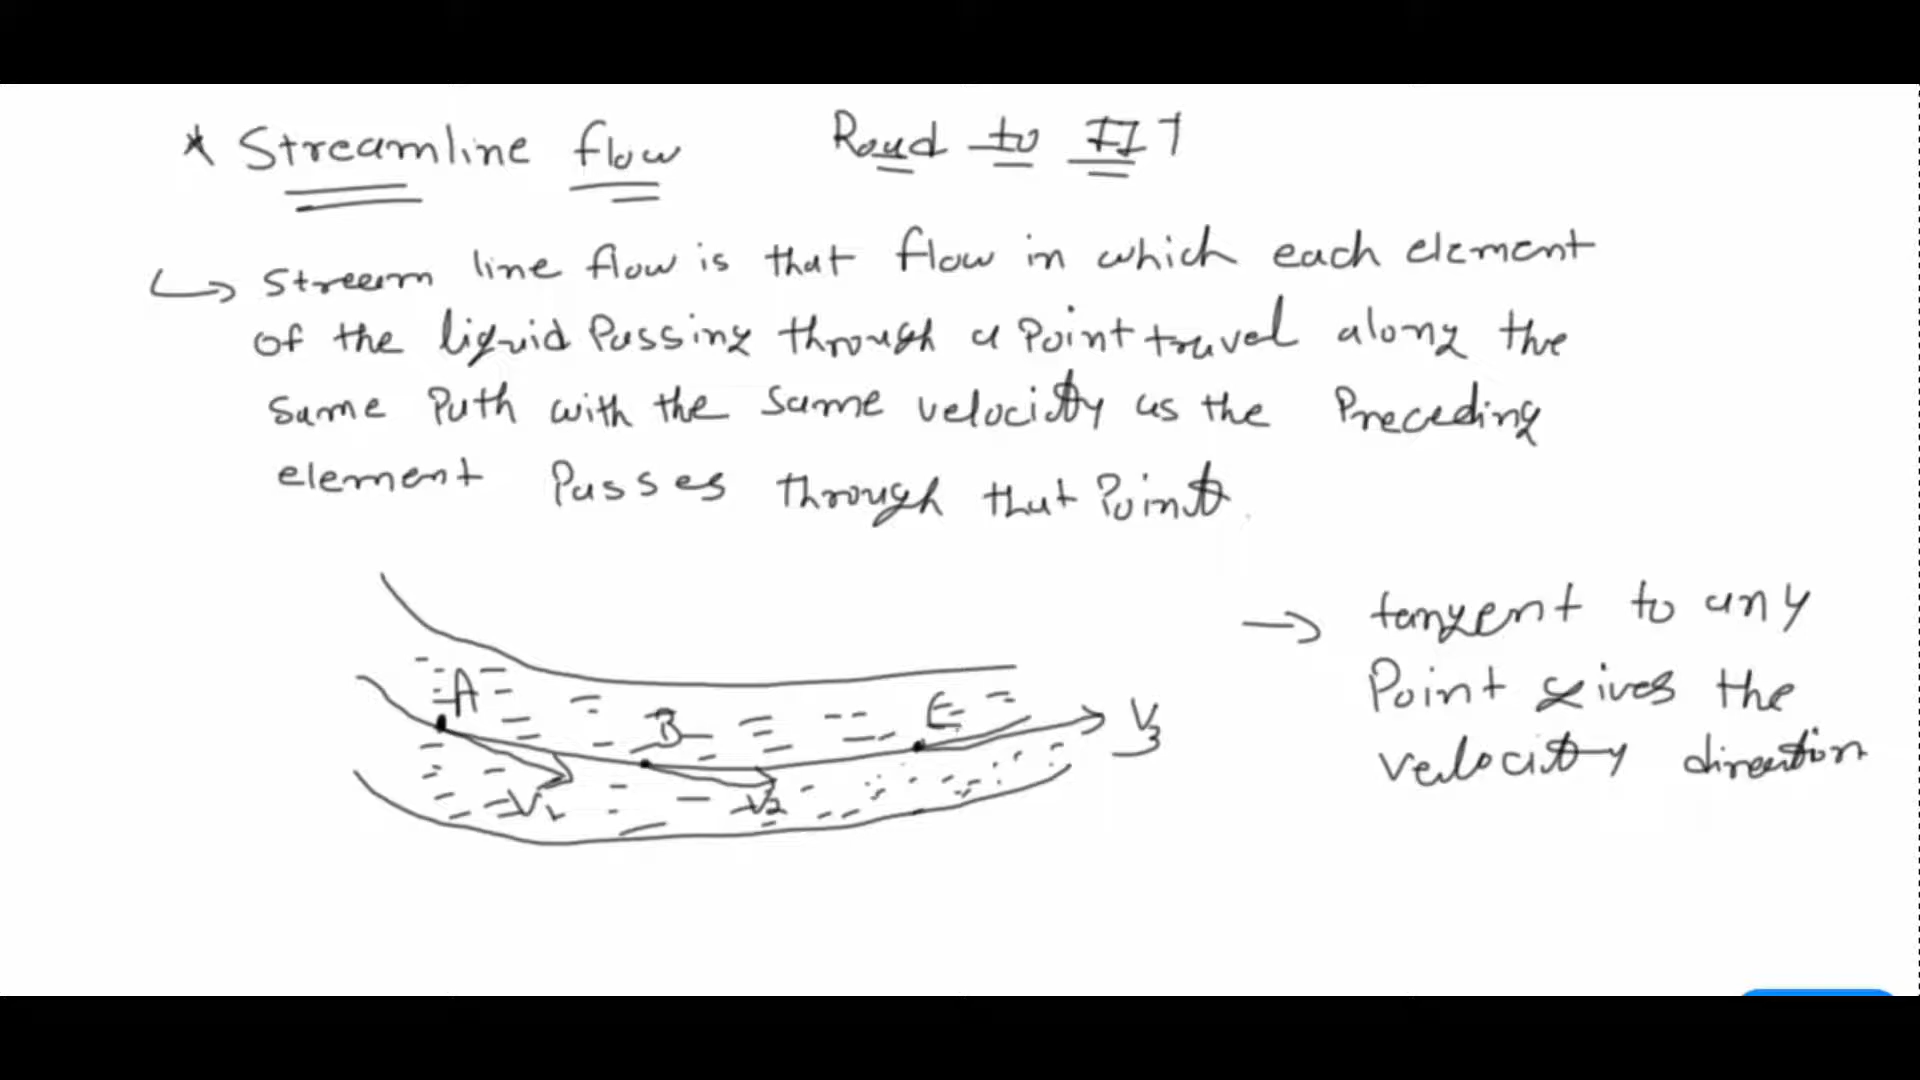 * Streamline flow Road to IIT
↳ Stream line flow is that flow in which each element
of the liquid Passing through a Point travel along the
same Path with the same velocity as the Preceding
element Passes through that Point.
→ tangent to any
Point gives the
velocity direction
A
B
E
V1
V2
V3